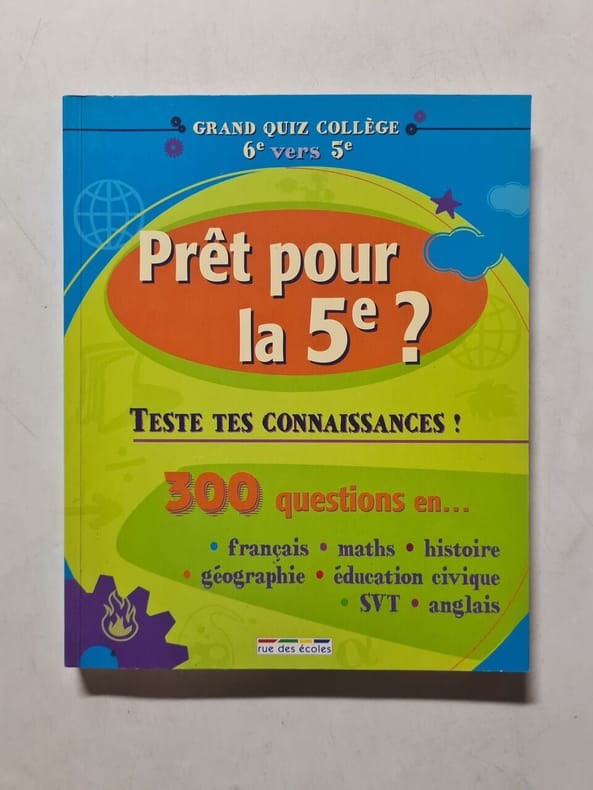 GRAND QUIZ COLLÈGE
6e vers 5e
Prêt pour
la 5e ?
TESTE TES CONNAISSANCES !
300 questions en...
• français • maths • histoire
• géographie • éducation civique
• SVT • anglais
rue des écoles